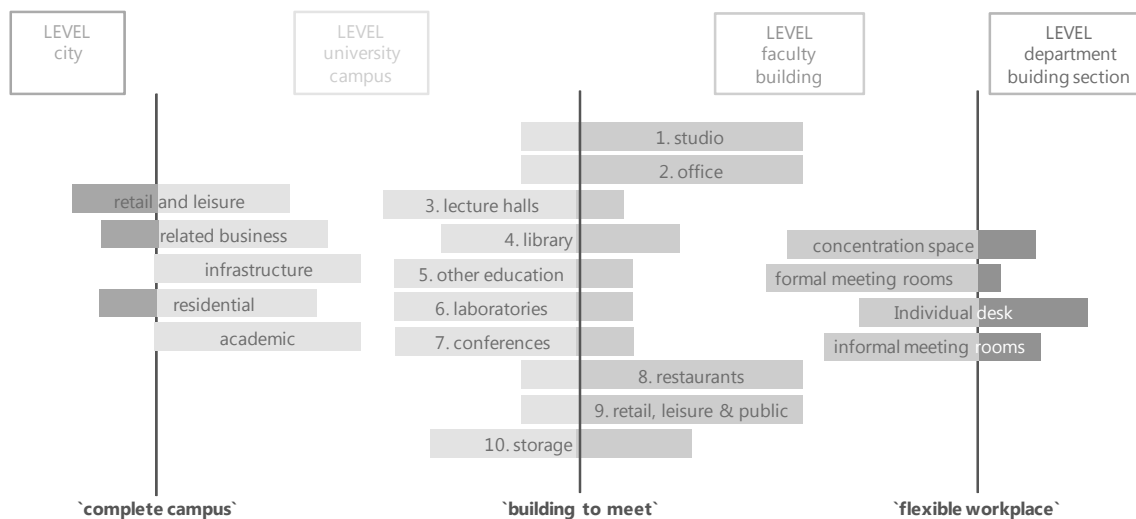 LEVEL
city
LEVEL
university
campus
LEVEL
faculty
building
LEVEL
department
buiding section
retail and leisure
related business
infrastructure
residential
academic
1. studio
2. office
3. lecture halls
4. library
5. other education
6. laboratories
7. conferences
8. restaurants
9. retail, leisure & public
10. storage
concentration space
formal meeting rooms
Individual desk
informal meeting rooms
`complete campus`
`building to meet`
`flexible workplace`